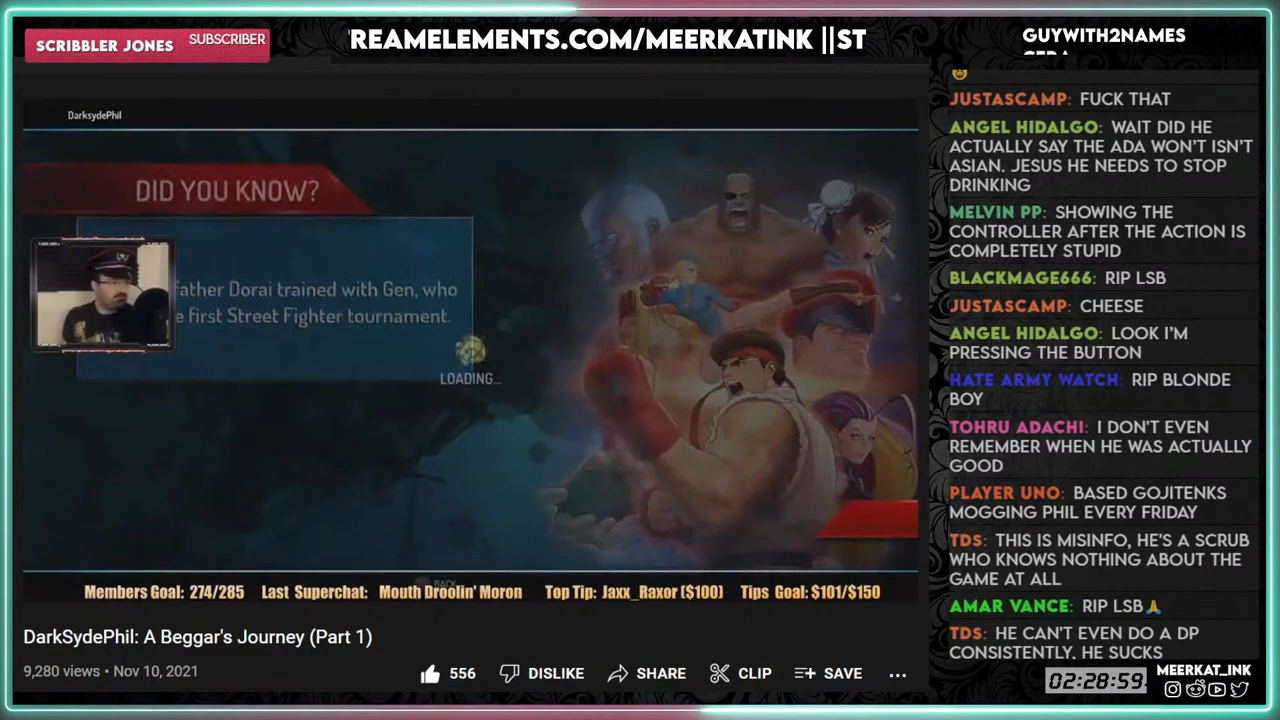 SCRIBBLER JONES SUBSCRIBER
REAMELEMENTS.COM/MEERKATINK ||ST
GUYWITH2NAMES
DarksydePhil
DID YOU KNOW?
father Dorai trained with Gen, who
e first Street Fighter tournament.
LOADING...
BACK
Members Goal: 274/285 Last Superchat: Mouth Droolin' Moron Top Tip: Jaxx_Raxor ($100) Tips Goal: $101/$150
DarkSydePhil: A Beggar's Journey (Part 1)
9,280 views • Nov 10, 2021
556 DISLIKE SHARE CLIP SAVE ...
JUSTASCAMP: FUCK THAT
ANGEL HIDALGO: WAIT DID HE
ACTUALLY SAY THE ADA WON'T ISN'T
ASIAN. JESUS HE NEEDS TO STOP
DRINKING
MELVIN PP: SHOWING THE
CONTROLLER AFTER THE ACTION IS
COMPLETELY STUPID
BLACKMAGE666: RIP LSB
JUSTASCAMP: CHEESE
ANGEL HIDALGO: LOOK I'M
PRESSING THE BUTTON
HATE ARMY WATCH: RIP BLONDE
BOY
TOHRU ADACHI: I DON'T EVEN
REMEMBER WHEN HE WAS ACTUALLY
GOOD
PLAYER UNO: BASED GOJITENKS
MOGGING PHIL EVERY FRIDAY
TDS: THIS IS MISINFO, HE'S A SCRUB
WHO KNOWS NOTHING ABOUT THE
GAME AT ALL
AMAR VANCE: RIP LSB🙏
TDS: HE CAN'T EVEN DO A DP
CONSISTENTLY, HE SUCKS
02:28:59
MEERKAT_INK